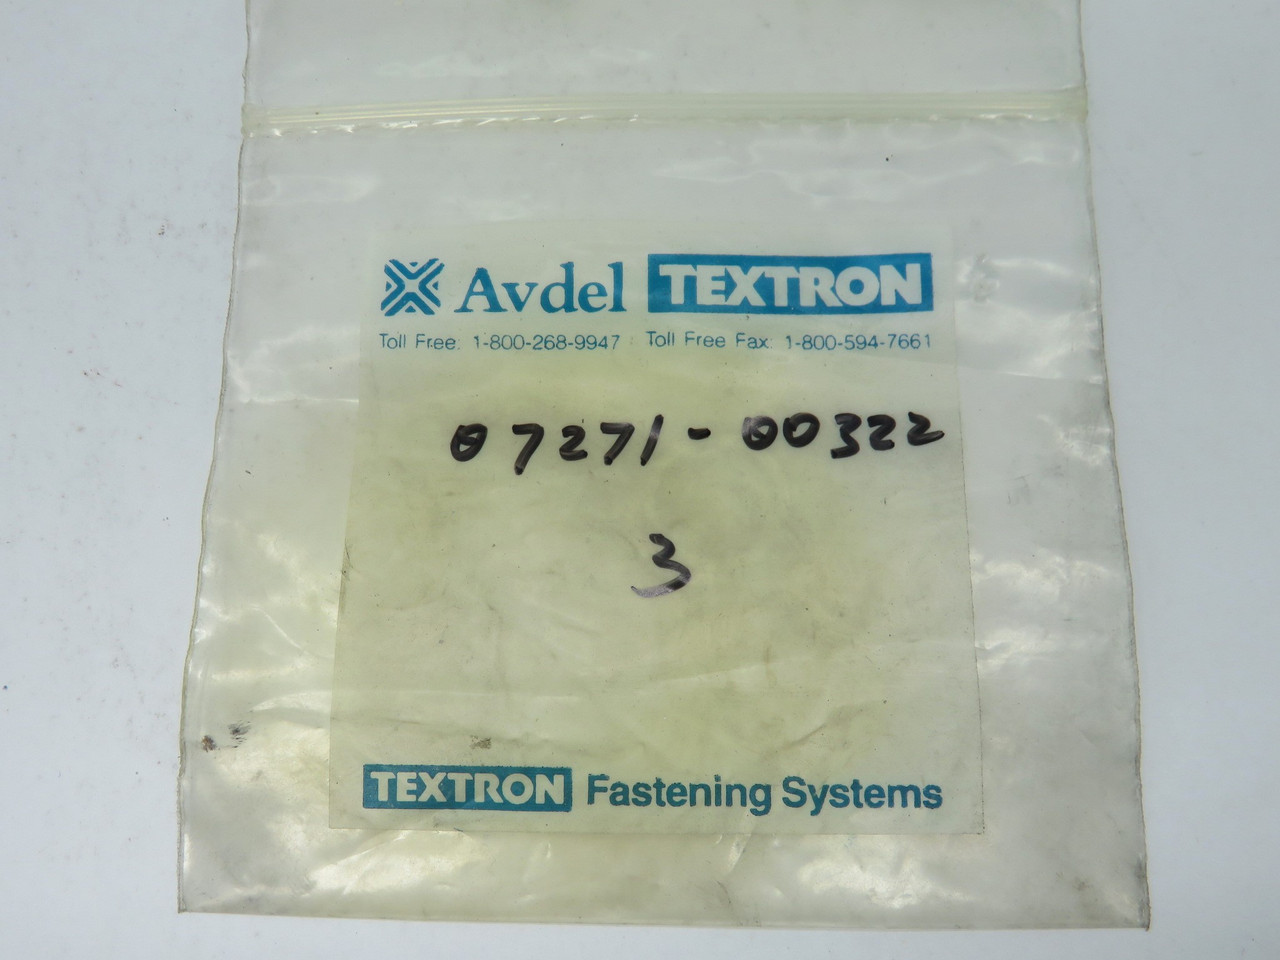 Avdel TEXTRON
Toll Free: 1-800-268-9947 Toll Free Fax: 1-800-594-7661
07271-00322
3
TEXTRON Fastening Systems